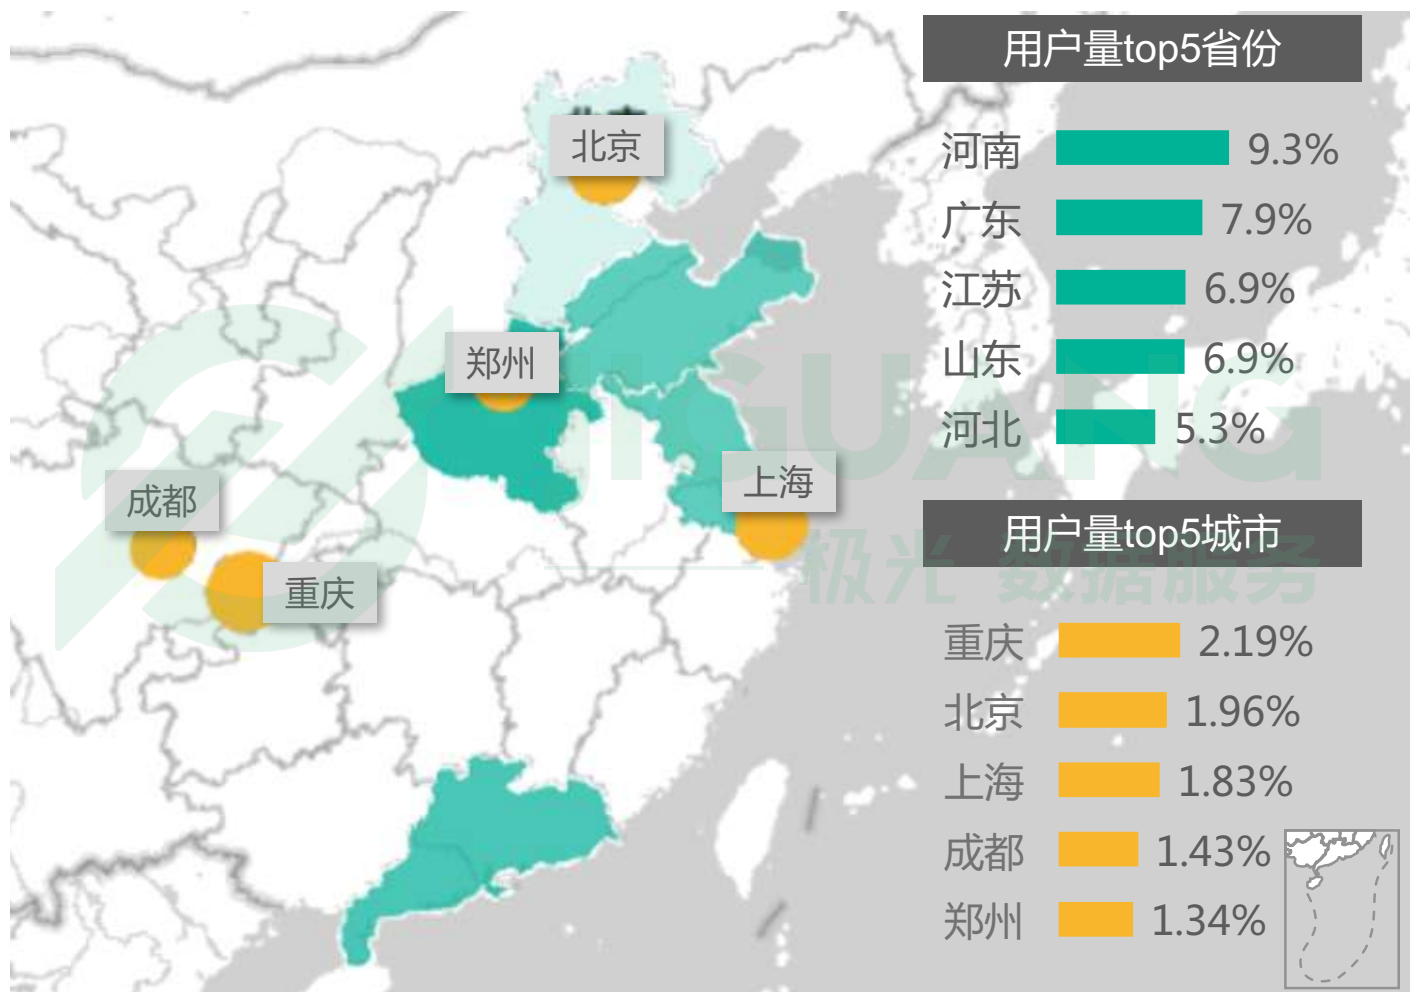 用户量top5省份
河南 9.3%
广东 7.9%
江苏 6.9%
山东 6.9%
河北 5.3%
用户量top5城市
重庆 2.19%
北京 1.96%
上海 1.83%
成都 1.43%
郑州 1.34%
北京
郑州
上海
成都
重庆
JIGUANG
极光 数据服务